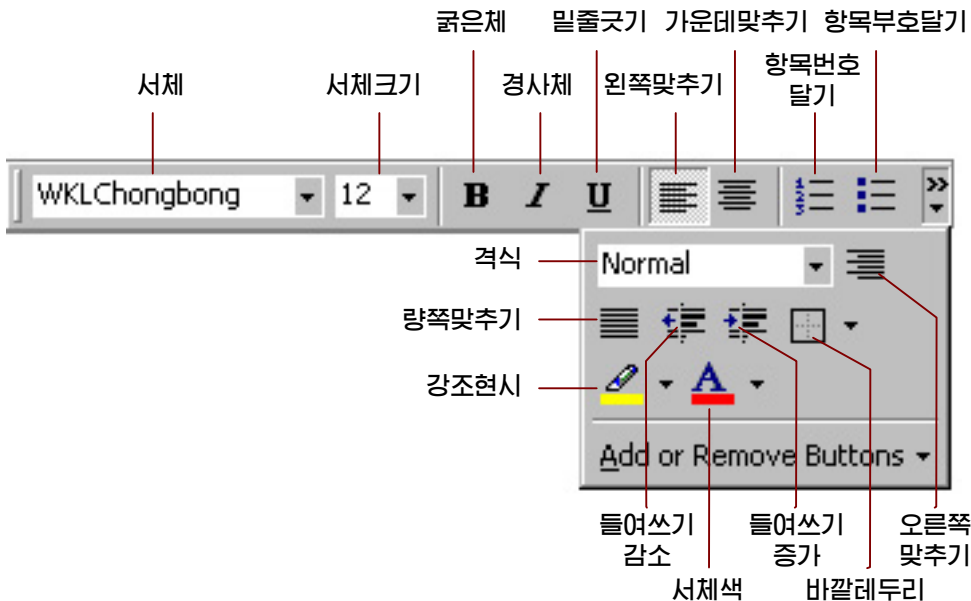 굵은체 밑줄긋기 가운데맞추기 항목부호달기
서체 서체크기 경사체 왼쪽맞추기 항목번호
달기
WKLChongbong 12 B I U
격식 Normal
량쪽맞추기
강조현시 A
Add or Remove Buttons
들여쓰기 들여쓰기 오른쪽
감소 증가 맞추기
서체색 바깥테두리